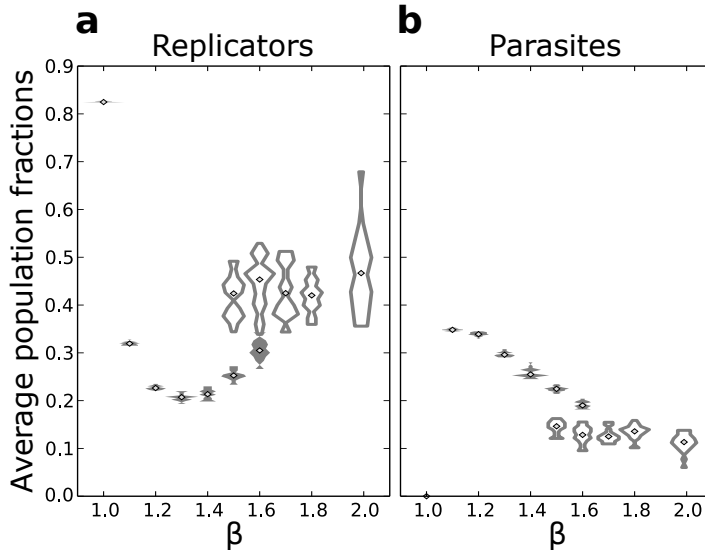 a
b
Replicators
Parasites
Average population fractions
0.9
0.8
0.7
0.6
0.5
0.4
0.3
0.2
0.1
0.0
1.0 1.2 1.4 1.6 1.8 2.0
1.0 1.2 1.4 1.6 1.8 2.0
β
β